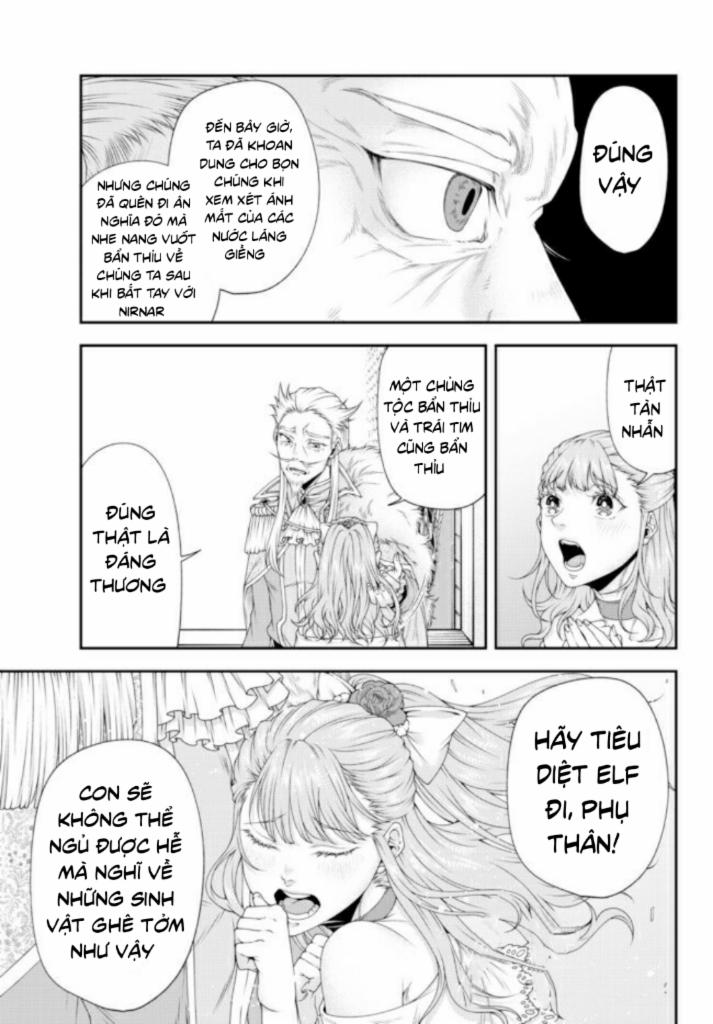 ĐÚNG
VẬY
ĐẾN BÂY GIỜ,
TA ĐÃ KHOAN
DUNG CHO BỌN
CHÚNG KHI
XEM XÉT ÁNH
MẮT CỦA CÁC
NƯỚC LÁNG
GIỀNG
NHƯNG CHÚNG
ĐÃ QUÊN ĐI ÂN
NGHĨA ĐÓ MÀ
NHE NANG VUỐT
BẨN THỈU VỀ
CHÚNG TA SAU
KHI BẮT TAY VỚI
NIRNAR
THẬT
TÀN
NHẪN
MỘT CHỦNG
TỘC BẨN THỈU
VÀ TRÁI TIM
CŨNG BẨN
THỈU
ĐÚNG
THẬT LÀ
ĐÁNG
THƯƠNG
HÃY TIÊU
DIỆT ELF
ĐI, PHỤ
THÂN!
CON SẼ
KHÔNG THỂ
NGỦ ĐƯỢC HỄ
MÀ NGHĨ VỀ
NHỮNG SINH
VẬT GHÊ TỞM
NHƯ VẬY